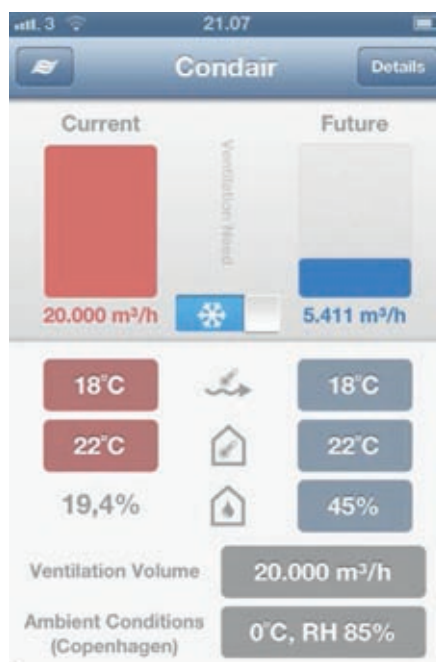 3 21.07
Condair Details
Current Future
Ventilation Need
20.000 m³/h 5.411 m³/h
18°C 18°C
22°C 22°C
19,4% 45%
Ventilation Volume 20.000 m³/h
Ambient Conditions
(Copenhagen) 0°C, RH 85%